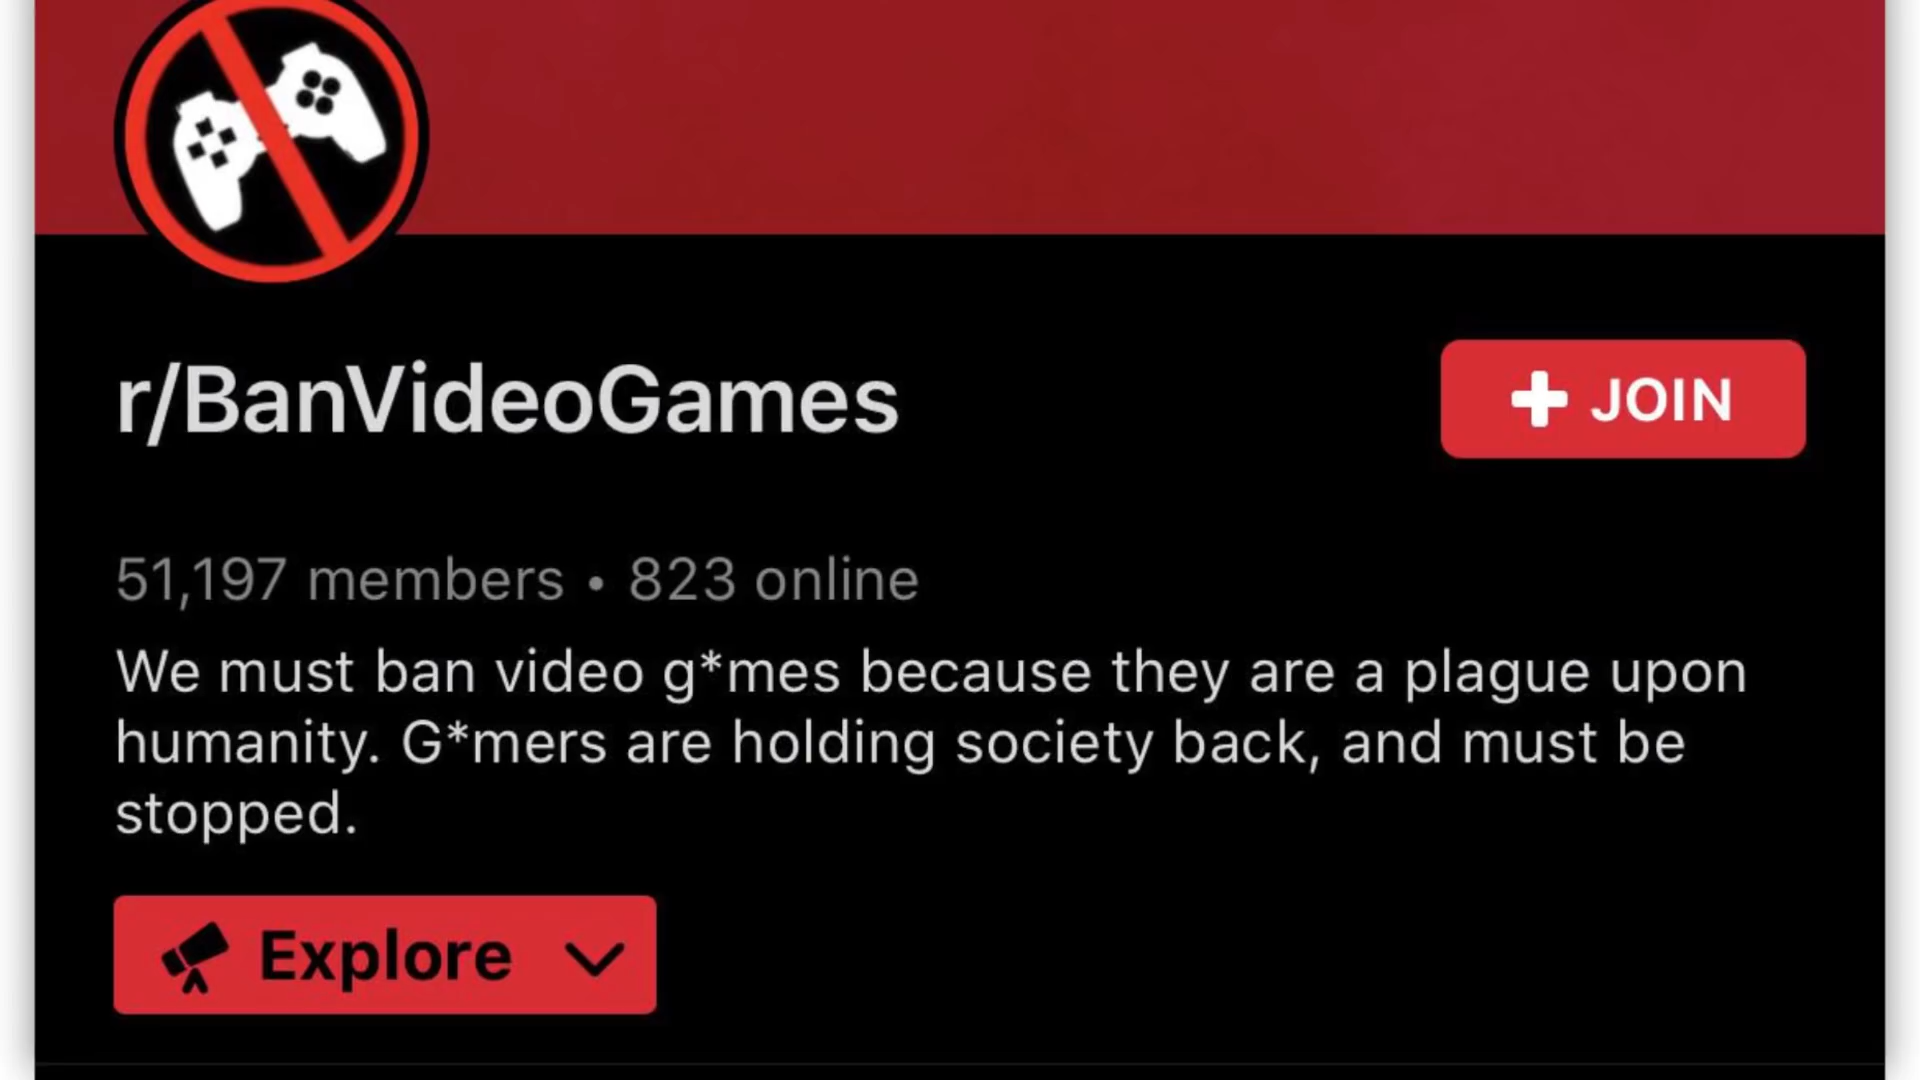 r/BanVideoGames
JOIN
51,197 members • 823 online
We must ban video g*mes because they are a plague upon
humanity. G*mers are holding society back, and must be
stopped.
Explore